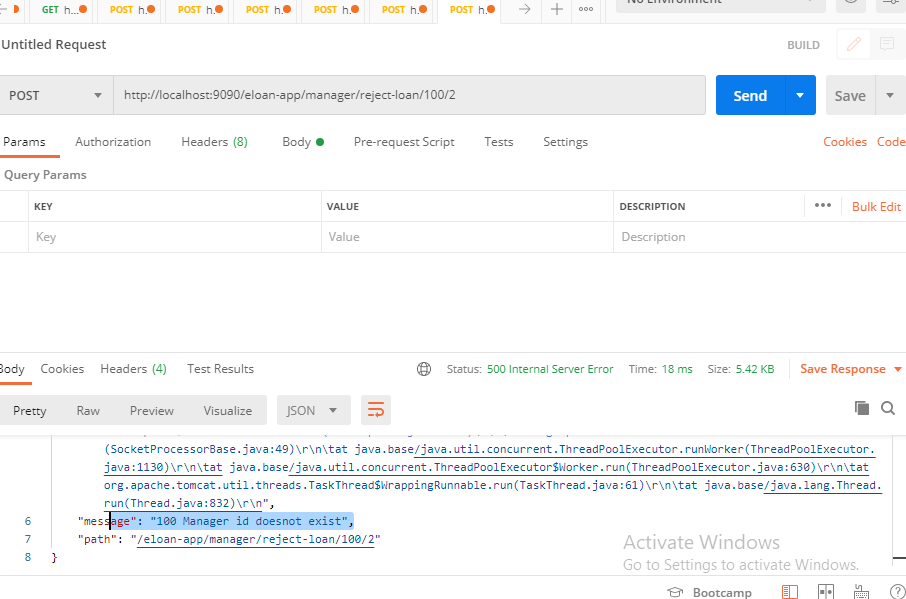 GET h...
POST h.
POST h.
POST h.
POST h.
POST h.
POST h.
No Environment
Untitled Request
BUILD
POST
http://localhost:9090/eloan-app/manager/reject-loan/100/2
Send
Save
Params
Authorization
Headers (8)
Body
Pre-request Script
Tests
Settings
Cookies
Code
Query Params
KEY
VALUE
DESCRIPTION
Bulk Edit
Key
Value
Description
Body
Cookies
Headers (4)
Test Results
Status: 500 Internal Server Error
Time: 18 ms
Size: 5.42 KB
Save Response
Pretty
Raw
Preview
Visualize
JSON
(SocketProcessorBase.java:49)\r\n\tat java.base/java.util.concurrent.ThreadPoolExecutor.runWorker(ThreadPoolExecutor.
java:1130)\r\n\tat java.base/java.util.concurrent.ThreadPoolExecutor$Worker.run(ThreadPoolExecutor.java:630)\r\n\tat
org.apache.tomcat.util.threads.TaskThread$WrappingRunnable.run(TaskThread.java:61)\r\n\tat java.base/java.lang.Thread.
run(Thread.java:832)\r\n",
6 "message": "100 Manager id doesnot exist",
7 "path": "/eloan-app/manager/reject-loan/100/2"
8 }
Activate Windows
Go to Settings to activate Windows.
Bootcamp